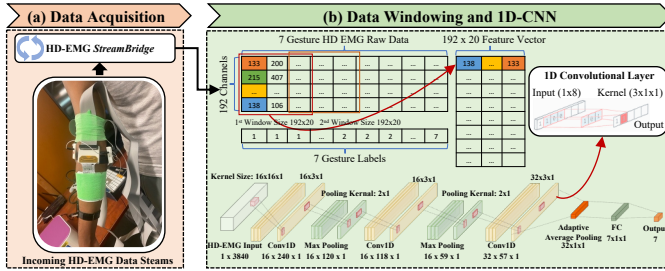 (a) Data Acquisition
HD-EMG StreamBridge
Incoming HD-EMG Data Steams
(b) Data Windowing and 1D-CNN
7 Gesture HD EMG Raw Data
192 x 20 Feature Vector
192 channels
133 200 ... ... ... ... ... ...
215 407 ... ... ... ... ... ...
... ... ... ... ... ... ... ...
138 106 ... ... ... ... ... ...
138 ... 133
1st Window Size 192x20 2nd Window Size 192x20
1 1 1 ... 2 2 2 ... 7
7 Gesture Labels
1D Convolutional Layer
Input (1x8) Kernel (3x1x1)
Output
Kernel Size: 16x16x1
16x3x1
Pooling Kernal: 2x1
16x3x1
Pooling Kernal: 2x1
32x3x1
HD-EMG Input
1 x 3840
Conv1D
16 x 240 x 1
Max Pooling
16 x 120 x 1
Conv1D
16 x 118 x 1
Max Pooling
16 x 59 x 1
Conv1D
32 x 57 x 1
Adaptive
Average Pooling
32x1x1
FC
7x1x1
Output
7